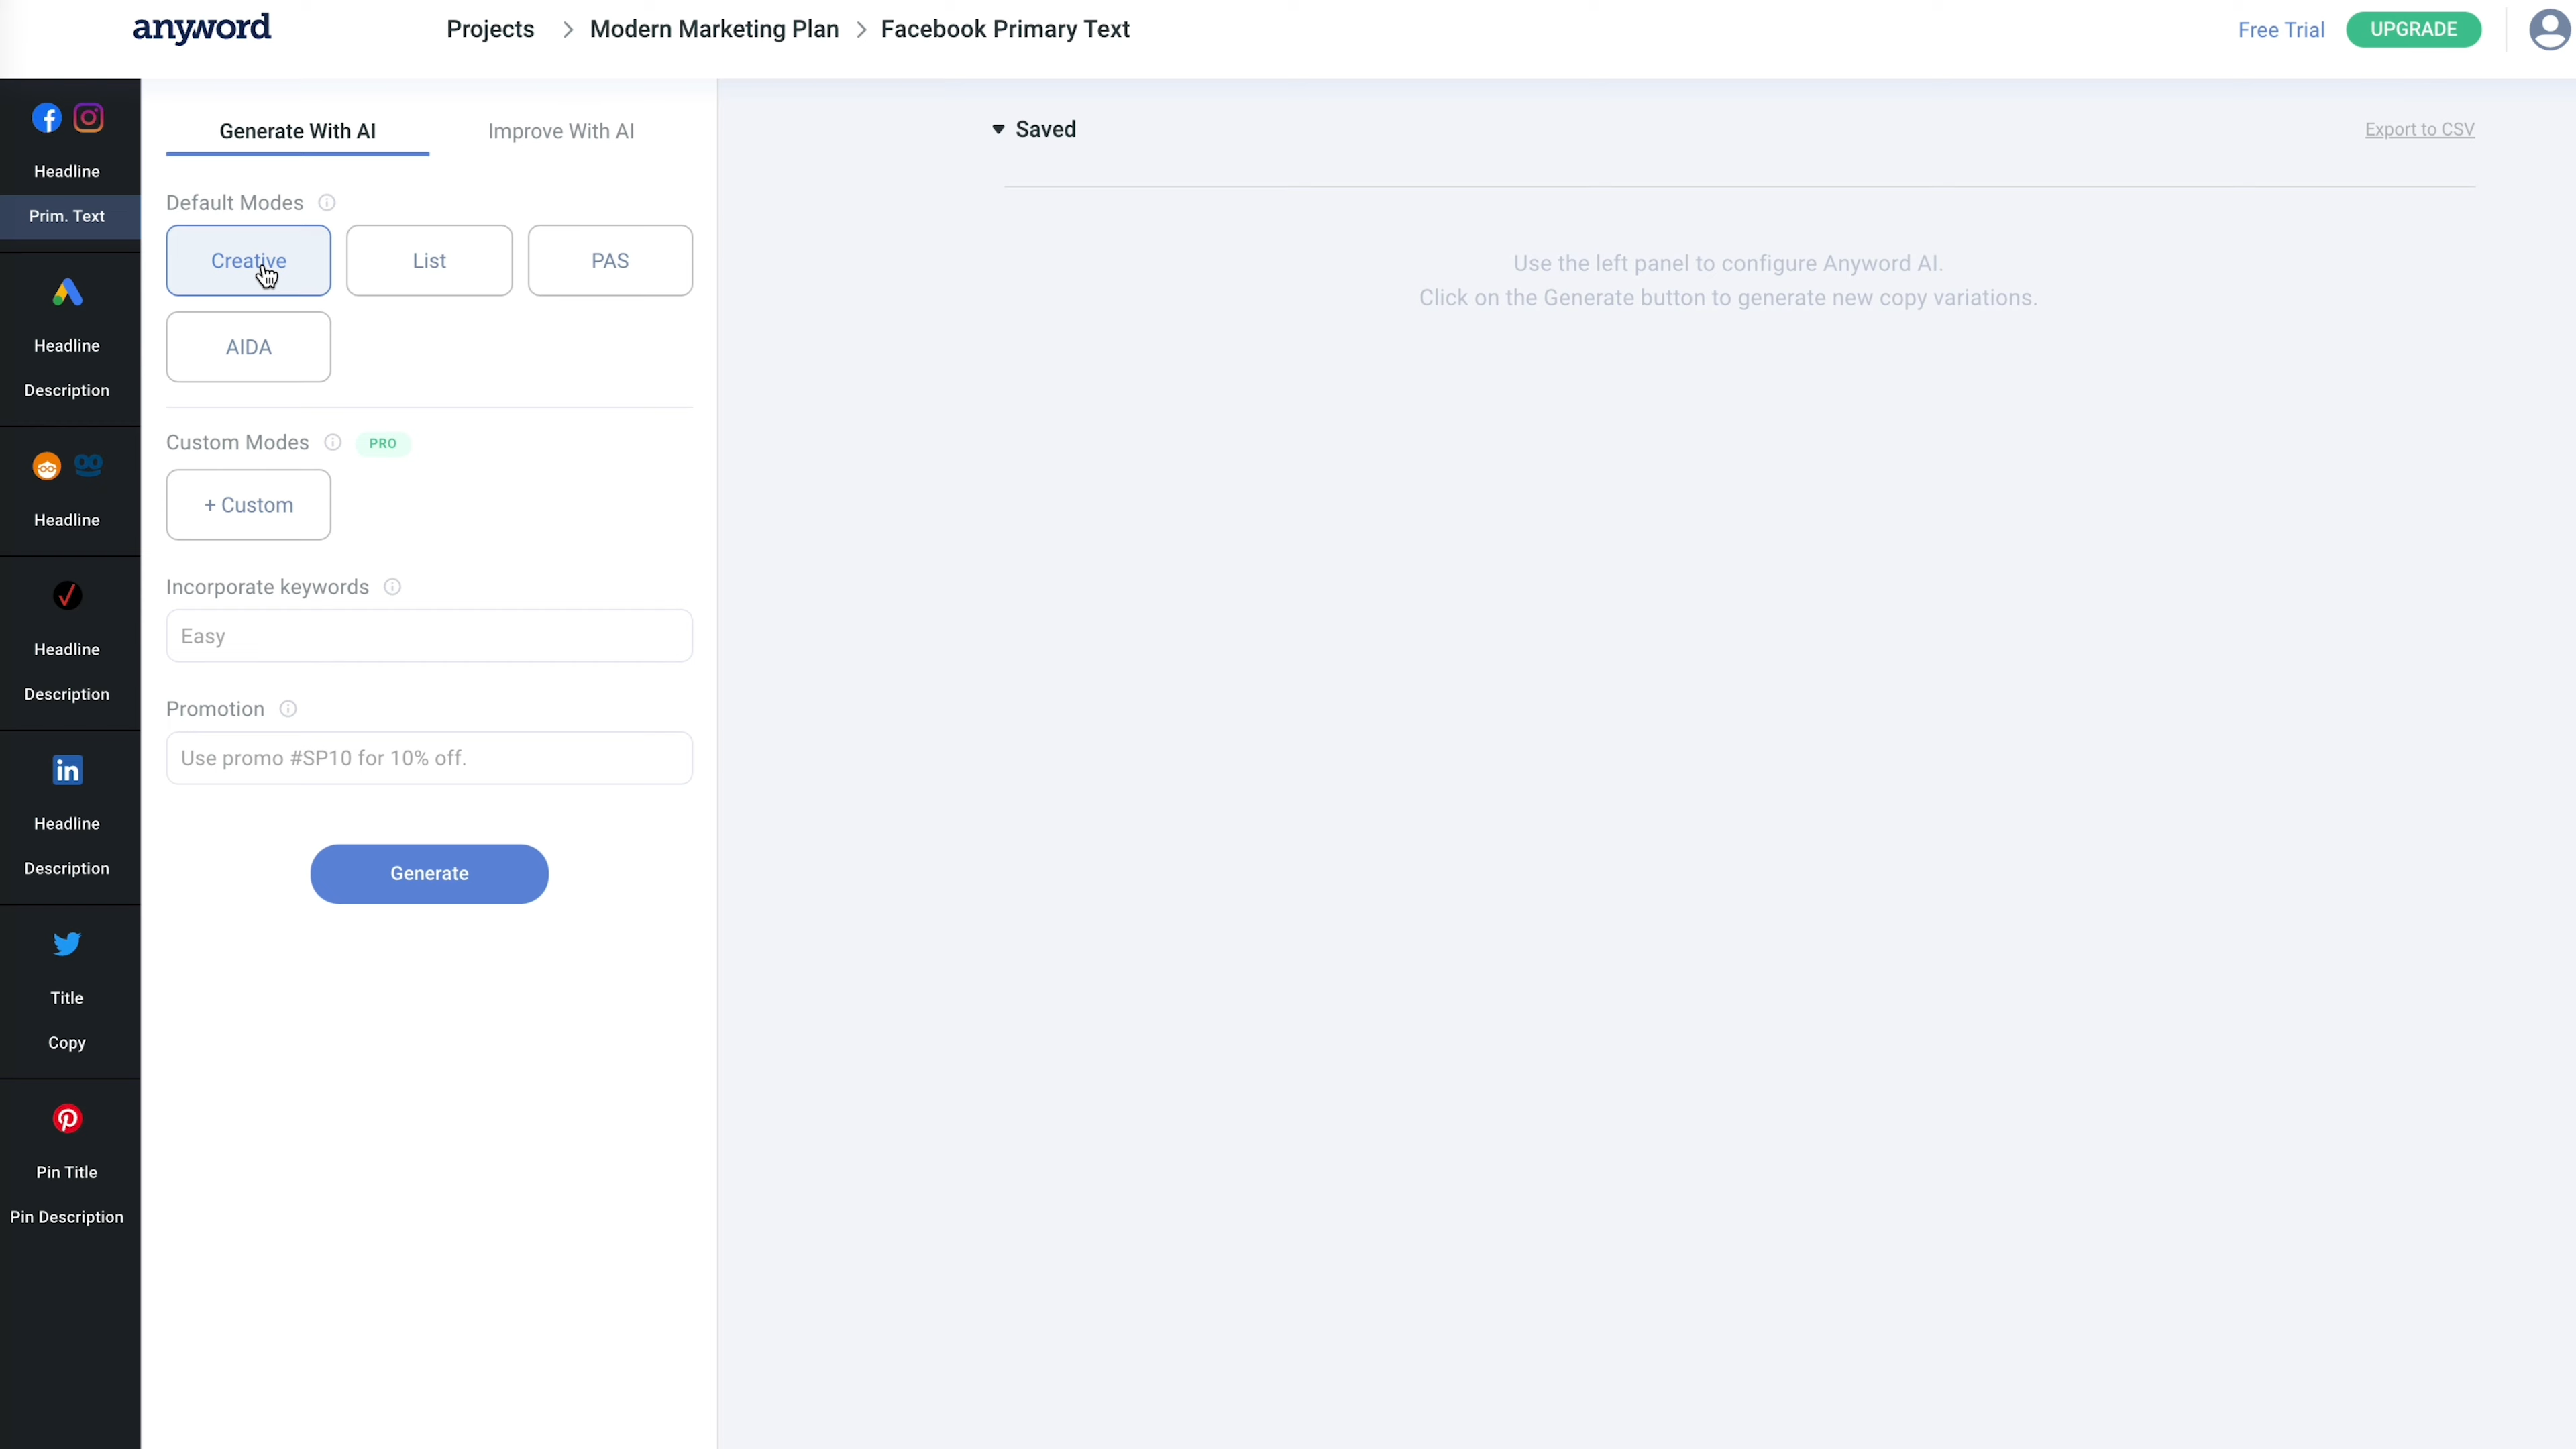 anyword
Projects > Modern Marketing Plan > Facebook Primary Text
Free Trial
UPGRADE
Headline
Prim. Text
Headline
Description
Headline
Headline
Description
in
Headline
Description
Title
Copy
Pin Title
Pin Description
Generate With AI
Improve With AI
Default Modes
Creative
List
PAS
AIDA
Custom Modes
PRO
+ Custom
Incorporate keywords
Easy
Promotion
Use promo #SP10 for 10% off.
Generate
Saved
Export to CSV
Use the left panel to configure Anyword AI.
Click on the Generate button to generate new copy variations.